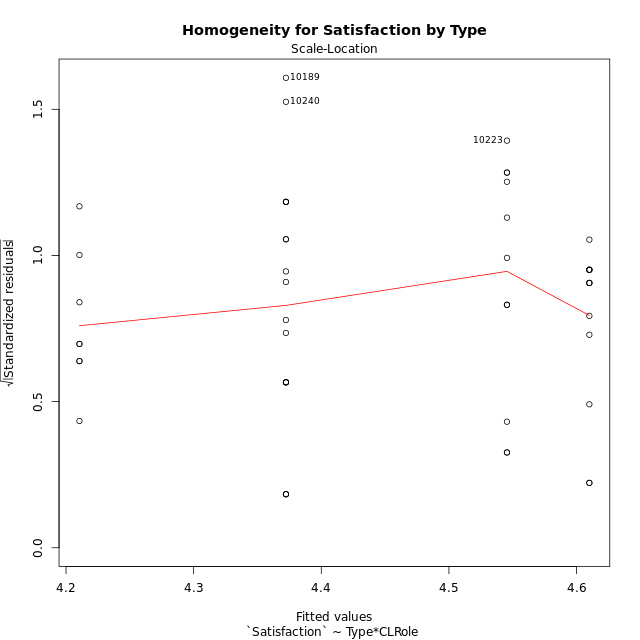 Homogeneity for Satisfaction by Type
Scale-Location
10189
10240
10223
√|Standardized residuals|
1.5
1.0
0.5
0.0
4.2 4.3 4.4 4.5 4.6
Fitted values
`Satisfaction` ~ Type*CLRole